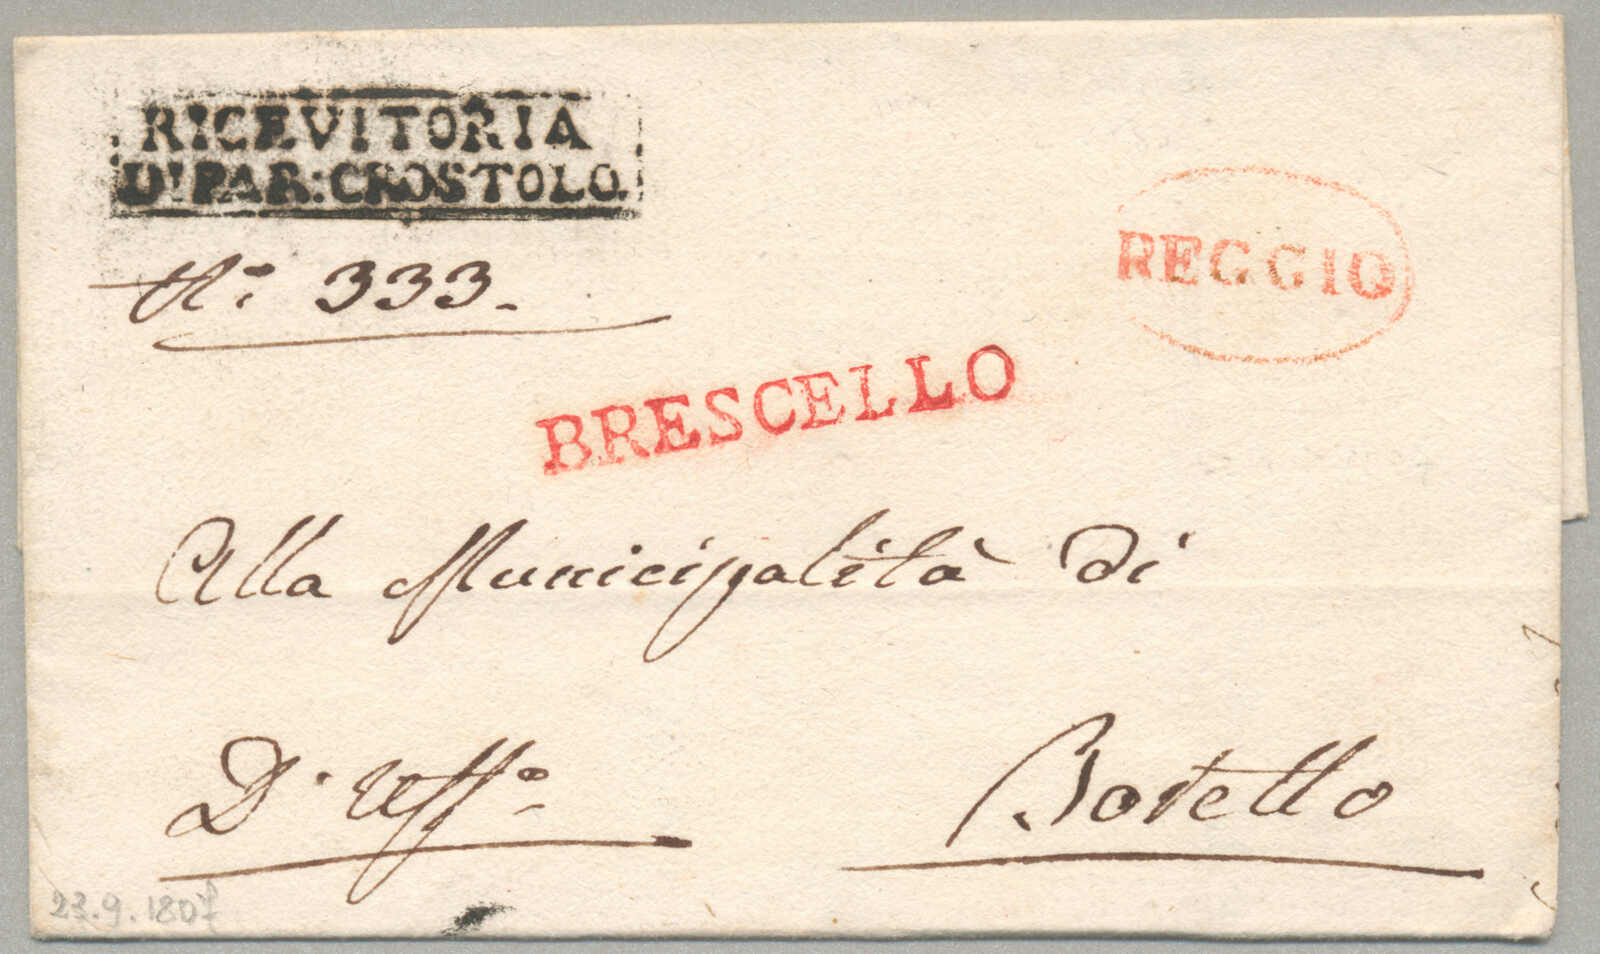 RICEVITORIA
D'PAR: CROSTOLO.
N.° 333.
REGGIO
BRESCELLO
Alla Municipalità di
D' Uff.°
Boretto
23.9.1807